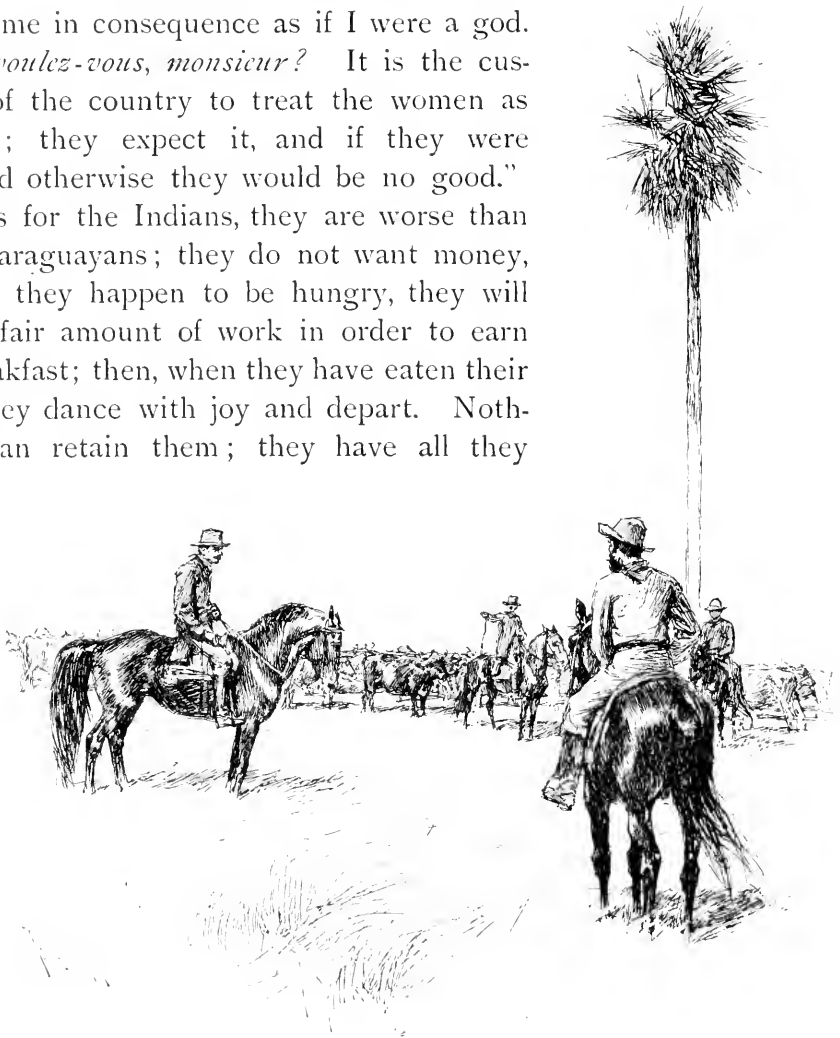 me in consequence as if I were a god.
voulez-vous, monsieur? It is the cus-
of the country to treat the women as
; they expect it, and if they were
d otherwise they would be no good."
s for the Indians, they are worse than
araguayans; they do not want money,
they happen to be hungry, they will
fair amount of work in order to earn
akfast; then, when they have eaten their
ey dance with joy and depart. Noth-
an retain them; they have all they